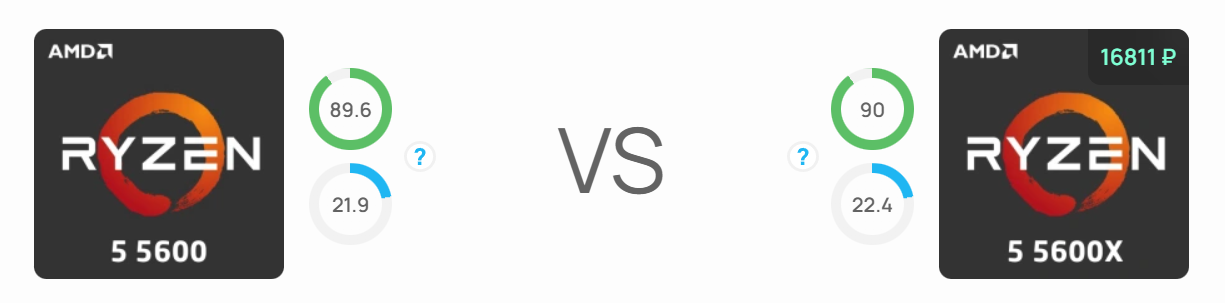 AMD
RYZEN
5 5600
89.6
21.9
?
VS
?
90
22.4
AMD
16811 ₽
RYZEN
5 5600X